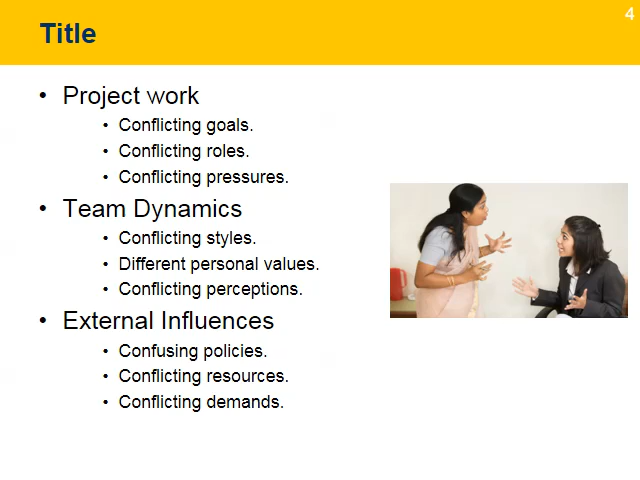 4
Title
• Project work
• Conflicting goals.
• Conflicting roles.
• Conflicting pressures.
• Team Dynamics
• Conflicting styles.
• Different personal values.
• Conflicting perceptions.
• External Influences
• Confusing policies.
• Conflicting resources.
• Conflicting demands.